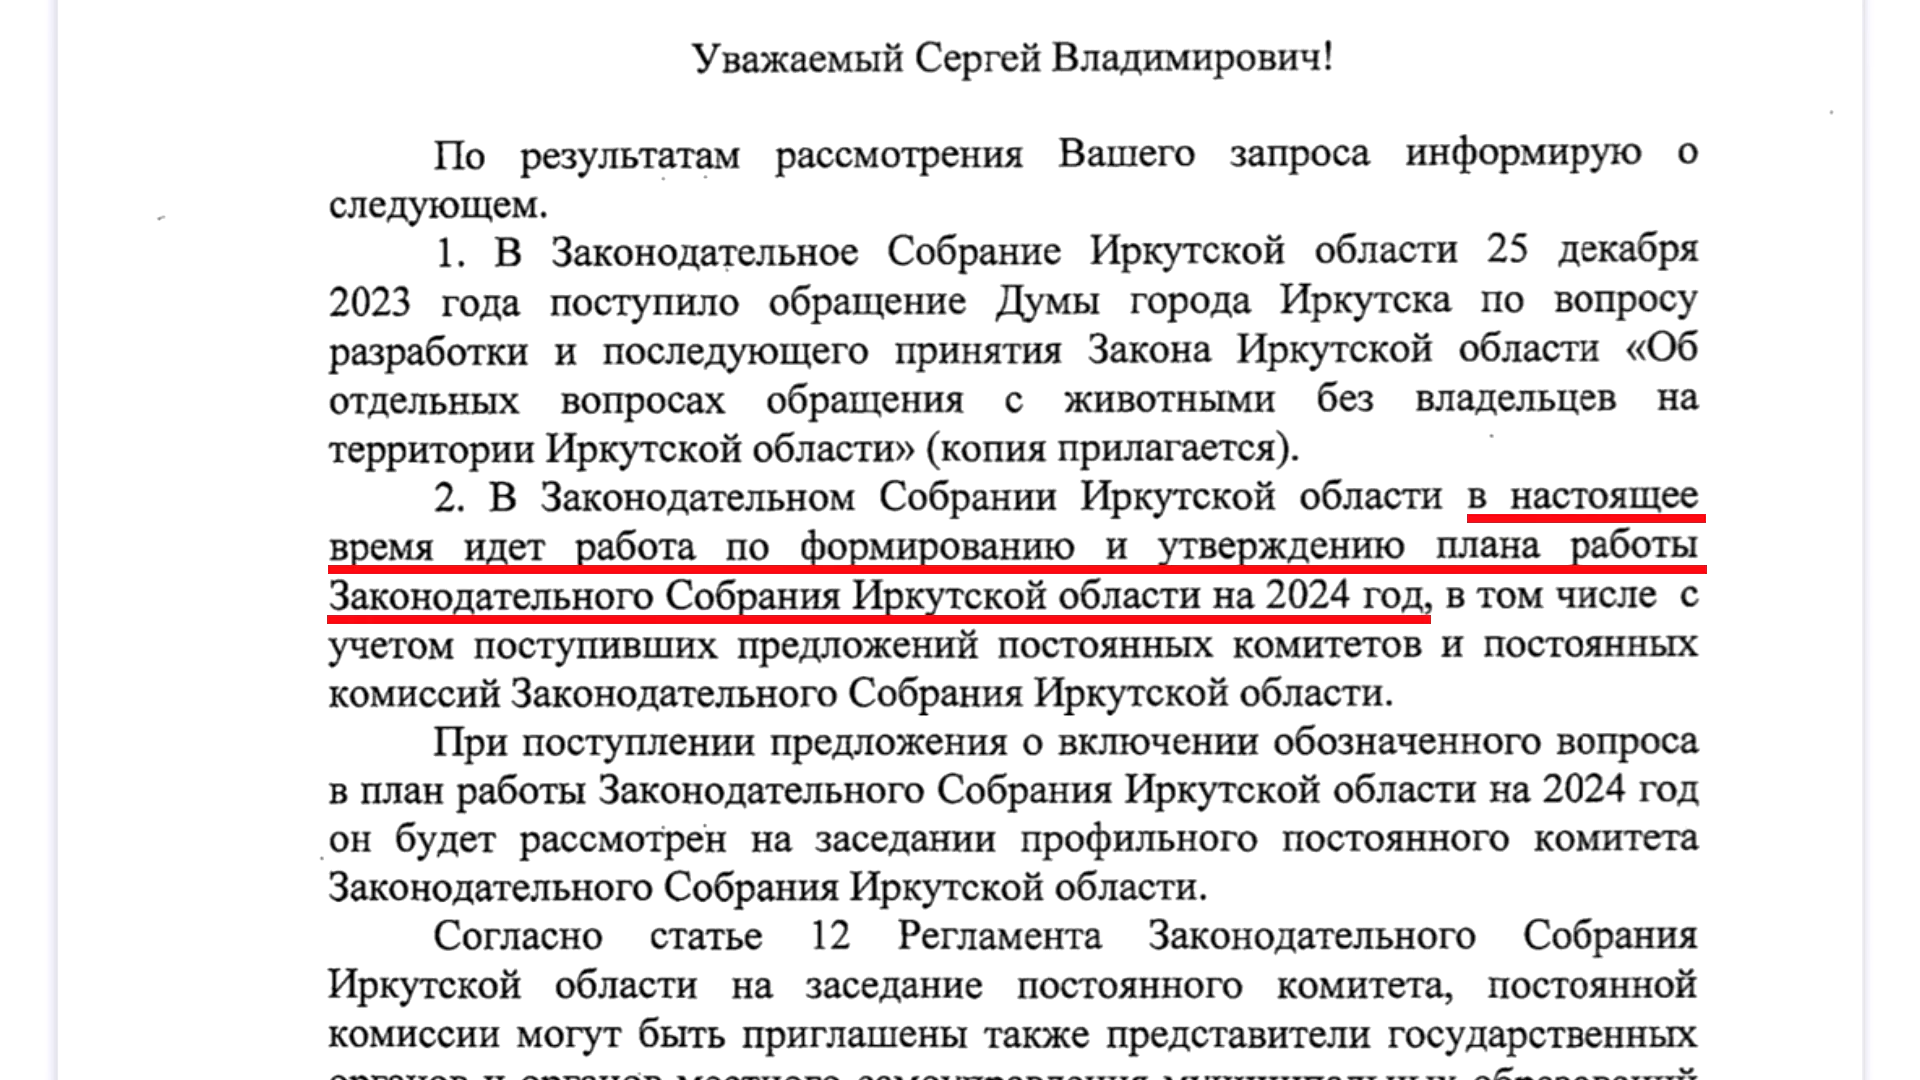 Уважаемый Сергей Владимирович!
По результатам рассмотрения Вашего запроса информирую о
следующем.
1. В Законодательное Собрание Иркутской области 25 декабря
2023 года поступило обращение Думы города Иркутска по вопросу
разработки и последующего принятия Закона Иркутской области «Об
отдельных вопросах обращения с животными без владельцев на
территории Иркутской области» (копия прилагается).
2. В Законодательном Собрании Иркутской области в настоящее
время идет работа по формированию и утверждению плана работы
Законодательного Собрания Иркутской области на 2024 год, в том числе с
учетом поступивших предложений постоянных комитетов и постоянных
комиссий Законодательного Собрания Иркутской области.
При поступлении предложения о включении обозначенного вопроса
в план работы Законодательного Собрания Иркутской области на 2024 год
он будет рассмотрен на заседании профильного постоянного комитета
Законодательного Собрания Иркутской области.
Согласно статье 12 Регламента Законодательного Собрания
Иркутской области на заседание постоянного комитета, постоянной
комиссии могут быть приглашены также представители государственных
органов и органов местного самоуправления муниципальных образований